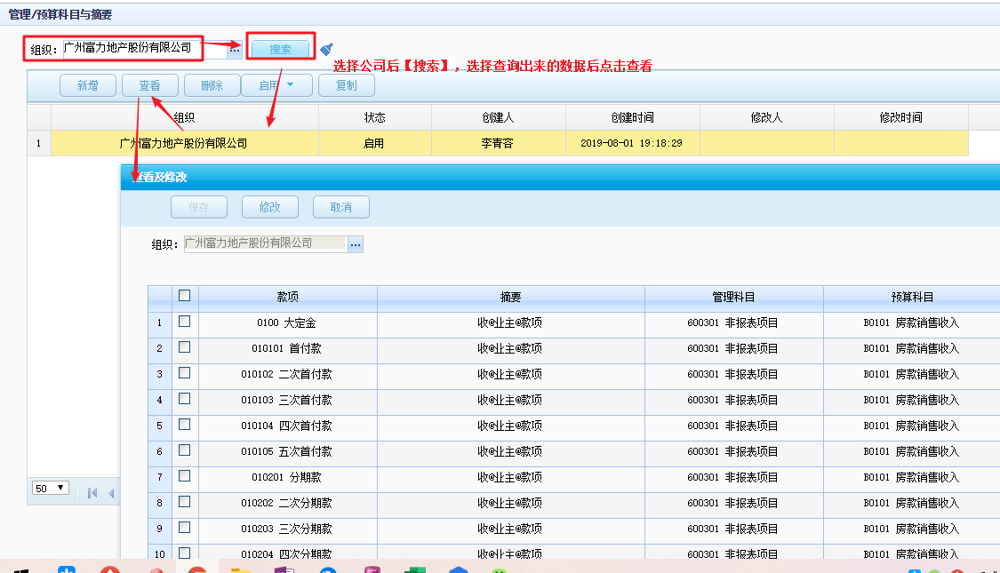 管理/预算科目与摘要
组织： 广州富力地产股份有限公司 … 搜索
选择公司后【搜索】，选择查询出来的数据后点击查看
新增 查看 删除 启用 复制
组织 状态 创建人 创建时间 修改人 修改时间
1 广州富力地产股份有限公司 启用 李青容 2019-08-01 19:18:29
查看及修改
保存 修改 取消
组织： 广州富力地产股份有限公司 …
款项 摘要 管理科目 预算科目
1 0100 大定金 收@业主@款项 600301 非报表项目 B0101 房款销售收入
2 010101 首付款 收@业主@款项 600301 非报表项目 B0101 房款销售收入
3 010102 二次首付款 收@业主@款项 600301 非报表项目 B0101 房款销售收入
4 010103 三次首付款 收@业主@款项 600301 非报表项目 B0101 房款销售收入
5 010104 四次首付款 收@业主@款项 600301 非报表项目 B0101 房款销售收入
6 010105 五次首付款 收@业主@款项 600301 非报表项目 B0101 房款销售收入
7 010201 分期款 收@业主@款项 600301 非报表项目 B0101 房款销售收入
8 010202 二次分期款 收@业主@款项 600301 非报表项目 B0101 房款销售收入
9 010203 三次分期款 收@业主@款项 600301 非报表项目 B0101 房款销售收入
10 010204 四次分期款 收@业主@款项 600301 非报表项目 B0101 房款销售收入
50